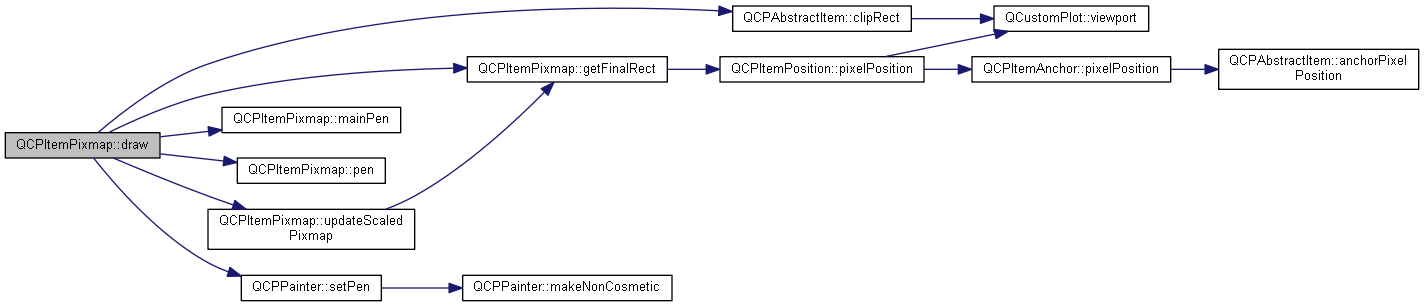 QCPAbstractItem::clipRect
QCustomPlot::viewport
QCPItemPixmap::getFinalRect
QCPItemPosition::pixelPosition
QCPItemAnchor::pixelPosition
QCPAbstractItem::anchorPixel
Position
QCPItemPixmap::mainPen
QCPItemPixmap::draw
QCPItemPixmap::pen
QCPItemPixmap::updateScaled
Pixmap
QCPPainter::setPen
QCPPainter::makeNonCosmetic